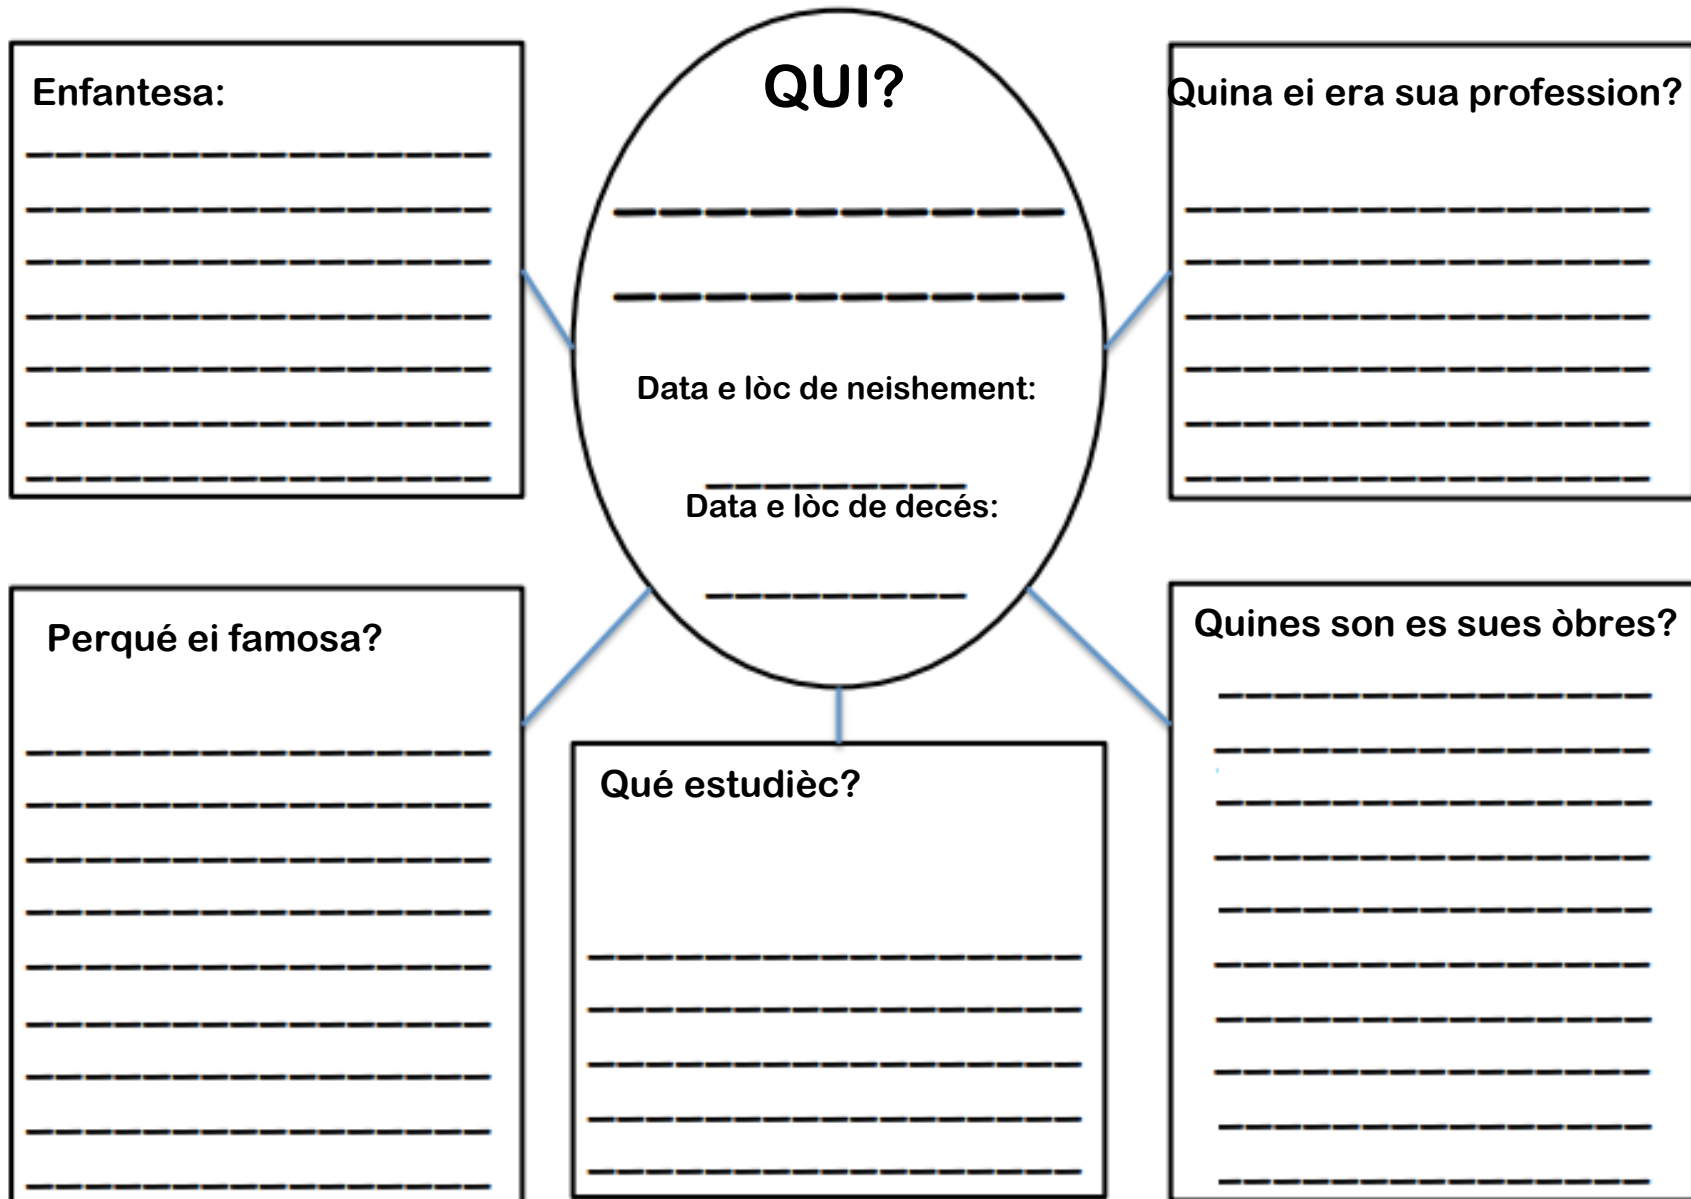 Enfantesa:
QUI?
Data e lòc de neishement:
Data e lòc de decés:
Quina ei era sua profession?
Perqué ei famosa?
Qué estudièc?
Quines son es sues òbres?